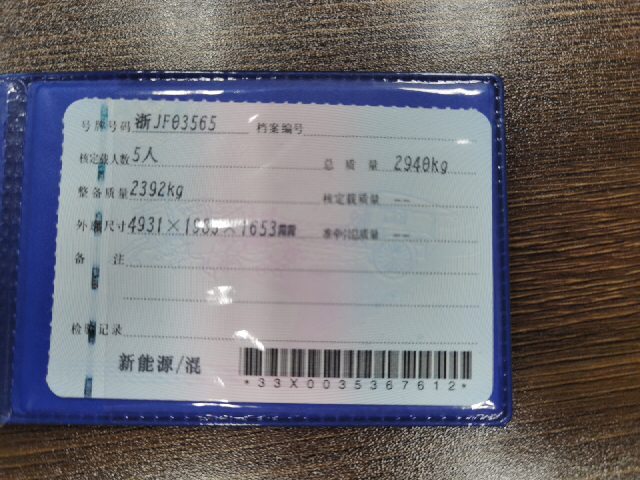 号牌号码 浙JF03565 档案编号
核定载人数 5人 总质量 2940kg
整备质量 2392kg 核定载质量 --
外廓尺寸 4931×1985×1653 准牵引总质量 --
备 注
检验记录
新能源/混
*33X0035367612*